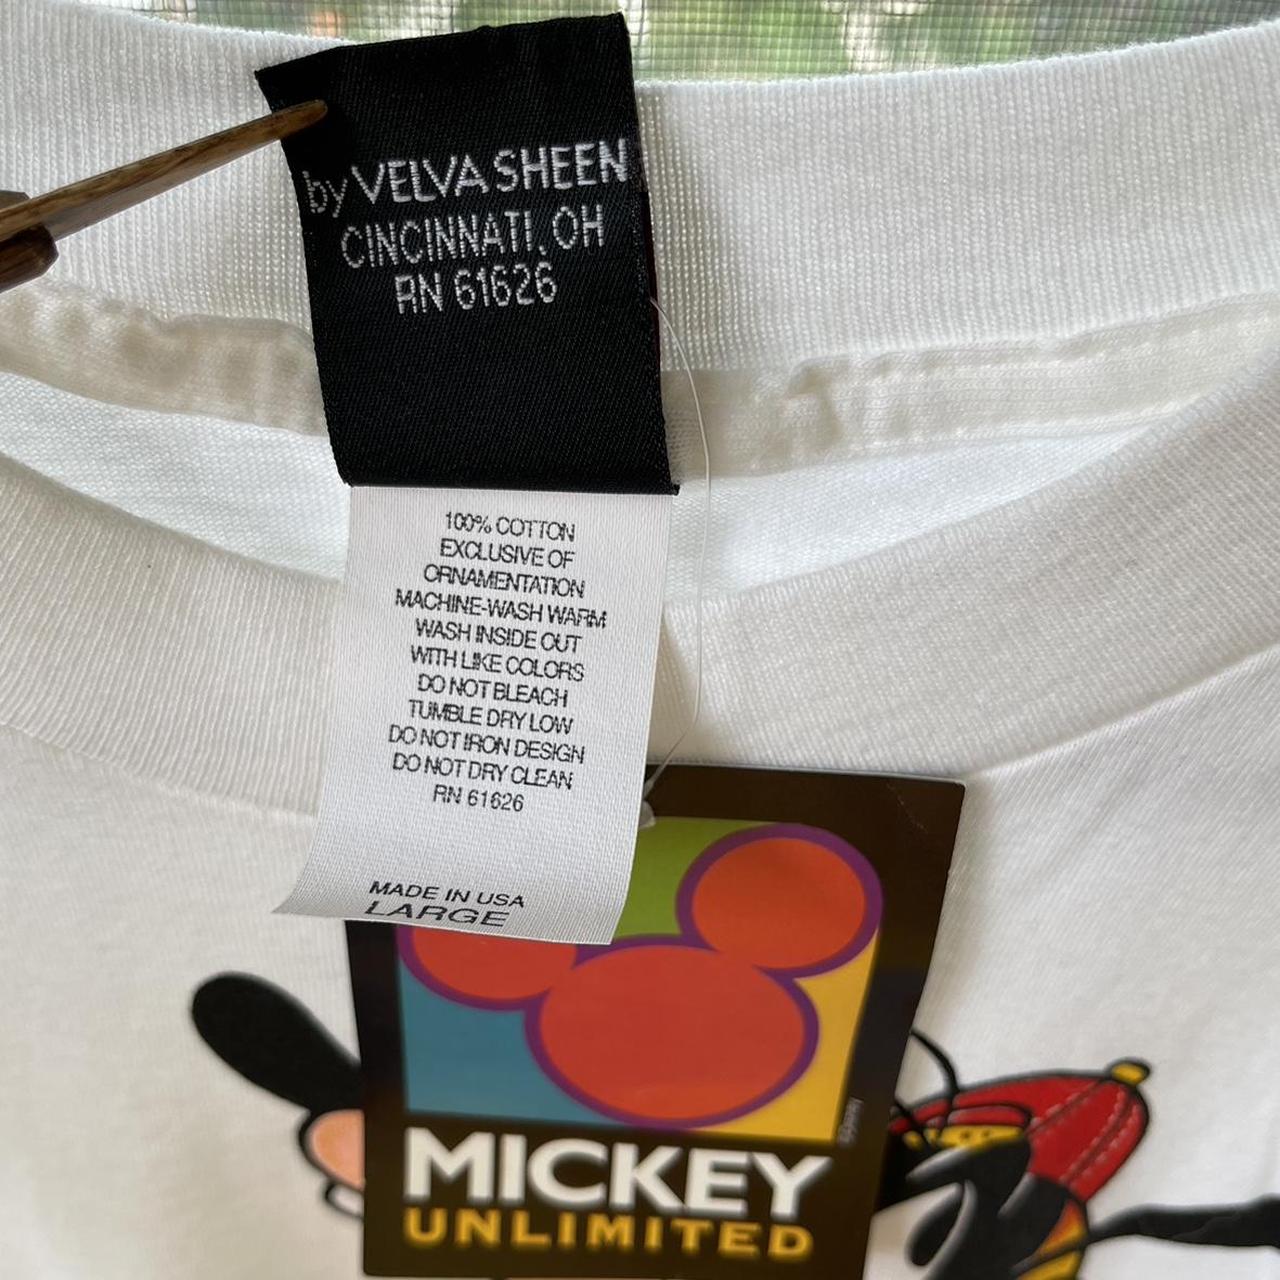 by VELVA SHEEN
CINCINNATI, OH
RN 61626
100% COTTON
EXCLUSIVE OF
ORNAMENTATION
MACHINE-WASH WARM
WASH INSIDE OUT
WITH LIKE COLORS
DO NOT BLEACH
TUMBLE DRY LOW
DO NOT IRON DESIGN
DO NOT DRY CLEAN
RN 61626
MADE IN USA
LARGE
©Disney
MICKEY
UNLIMITED